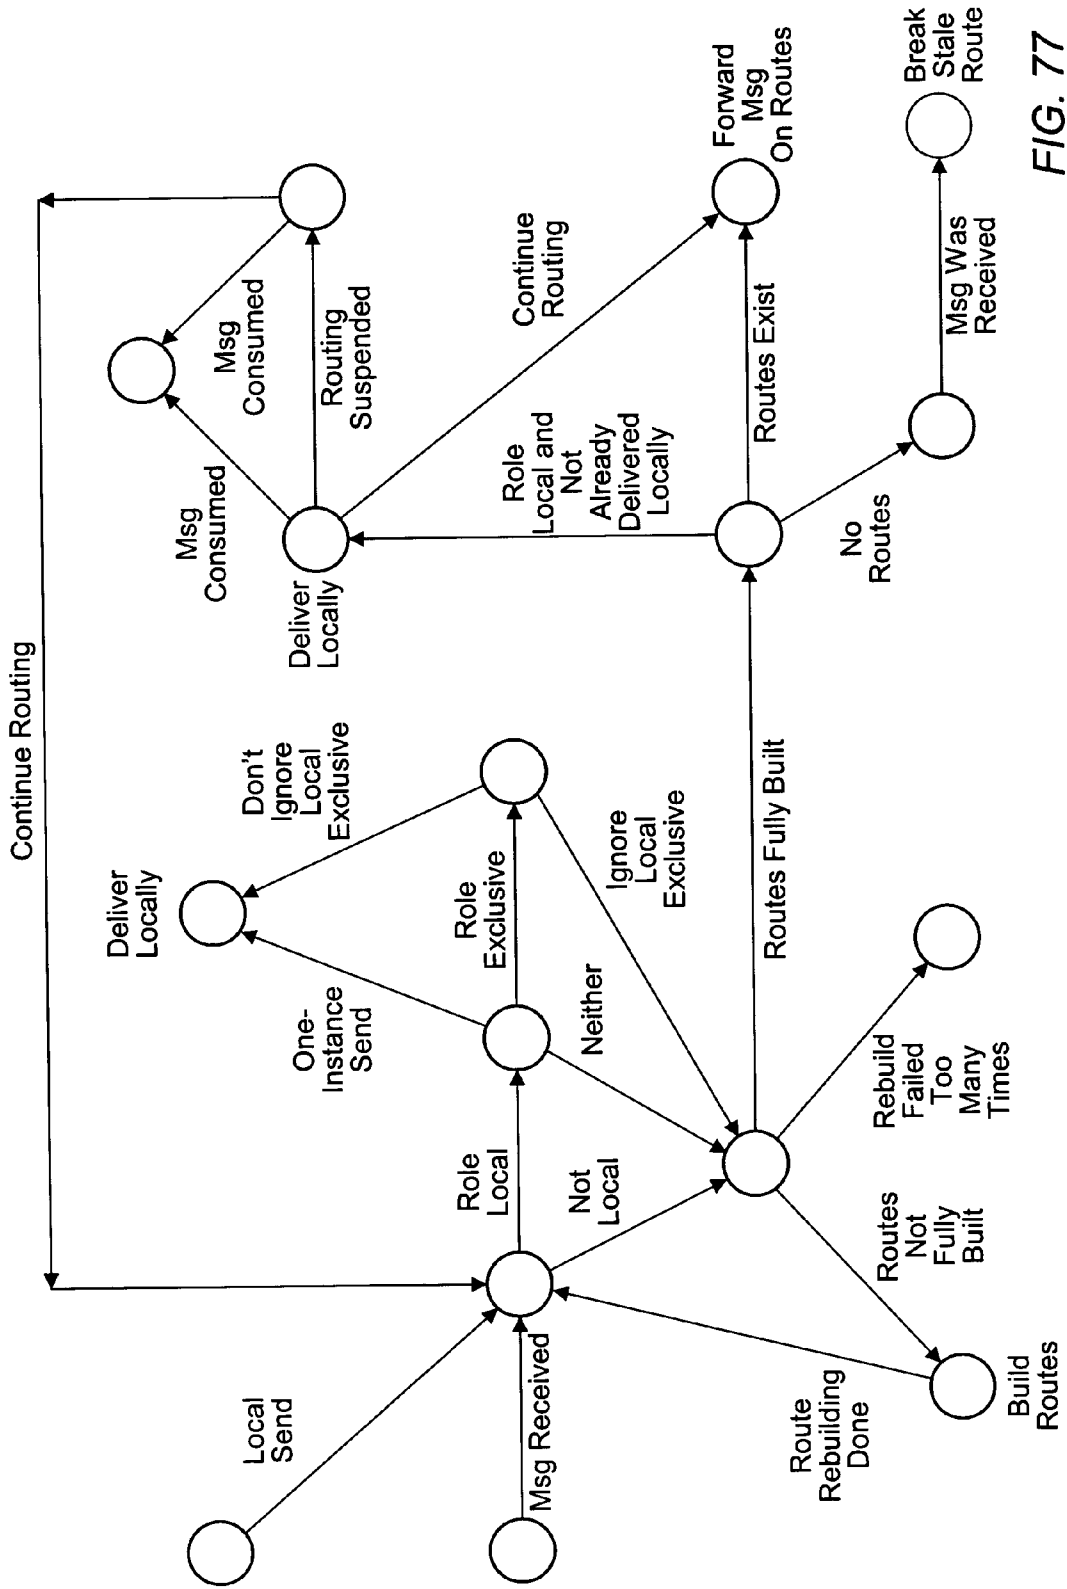 Continue Routing
Local
Send
Msg Received
Role
Local
Not
Local
Route
Rebuilding
Done
Build
Routes
Routes
Not
Fully
Built
Rebuild
Failed
Too
Many
Times
One-
Instance
Send
Neither
Role
Exclusive
Deliver
Locally
Don't
Ignore
Local
Exclusive
Ignore
Local
Exclusive
Routes Fully Built
Deliver
Locally
Msg
Consumed
Msg
Consumed
Routing
Suspended
Role
Local and
Not
Already
Delivered
Locally
Continue
Routing
Routes Exist
No
Routes
Forward
Msg
On Routes
Msg Was
Received
Break
Stale
Route
FIG. 77